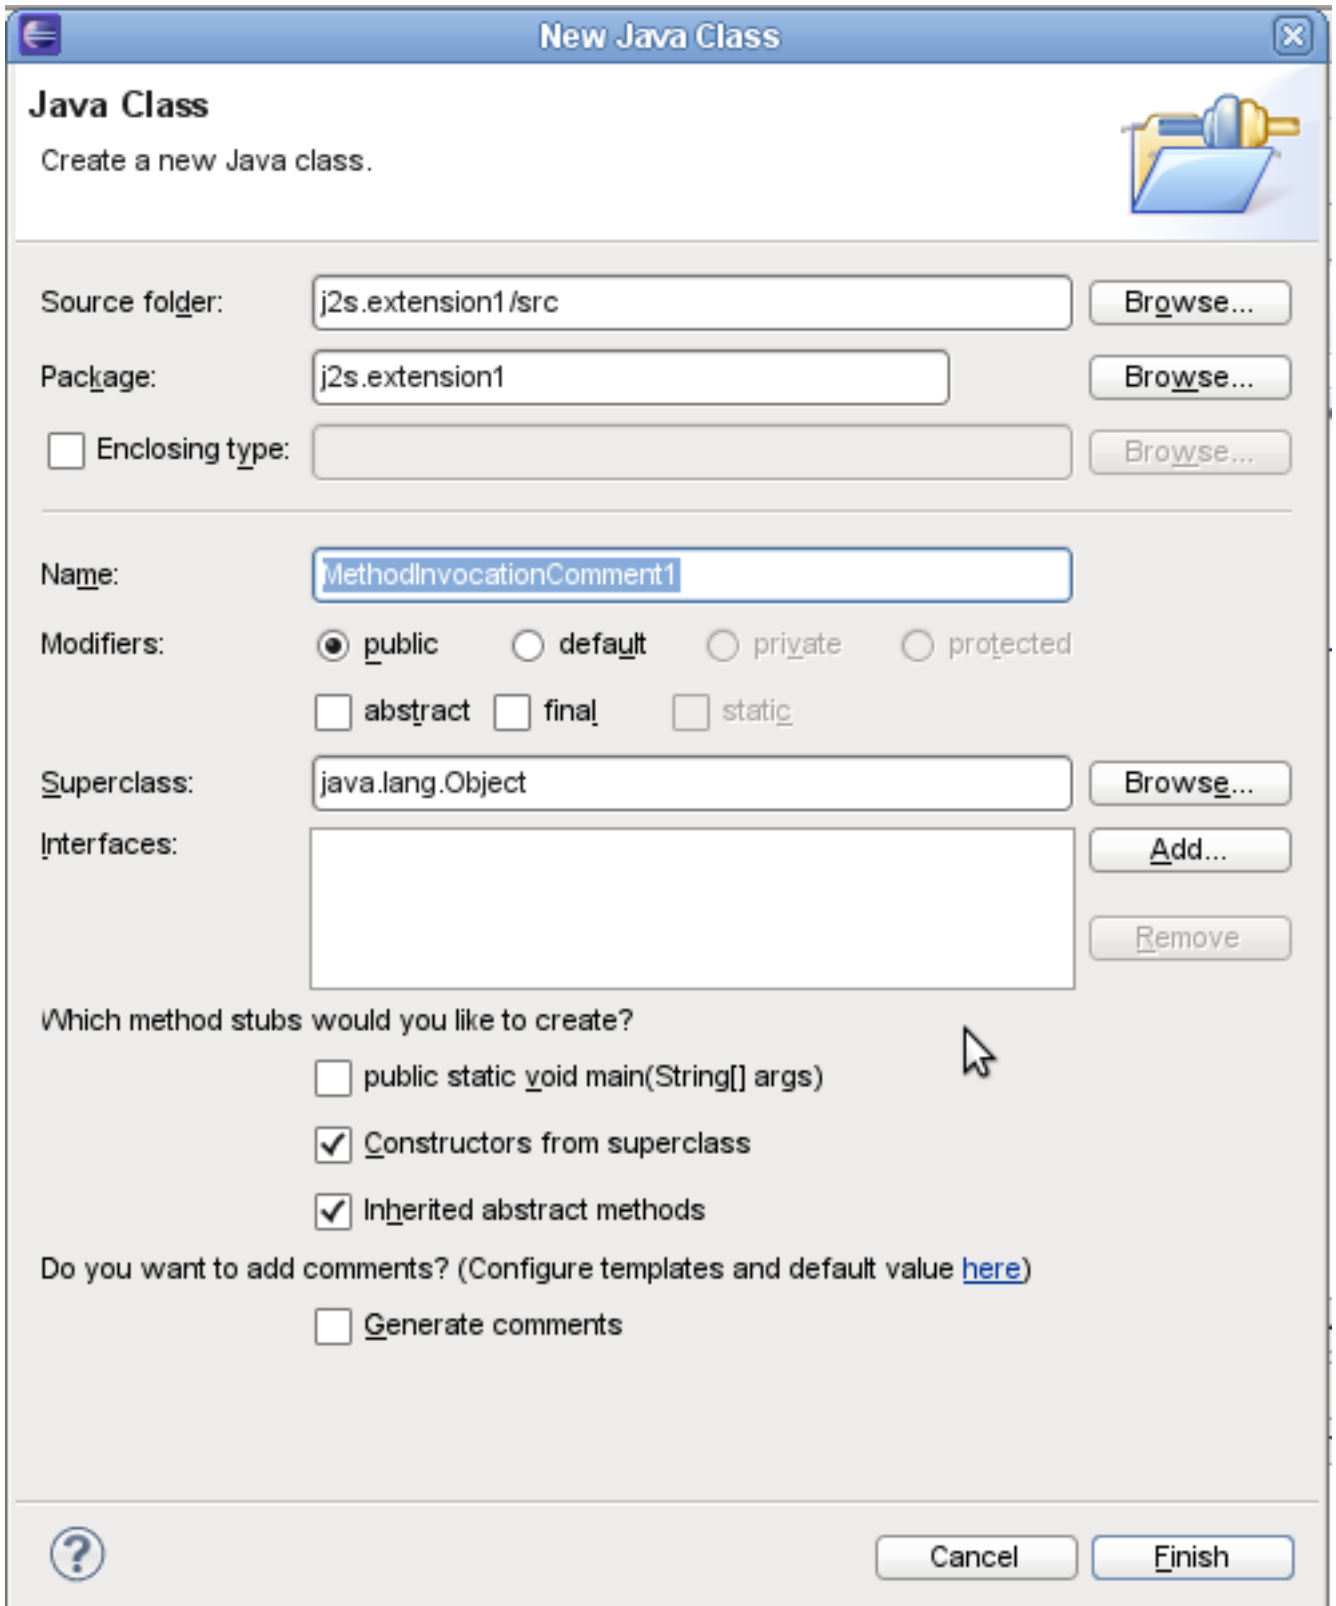 New Java Class
Java Class
Create a new Java class.
Source folder: j2s.extension1/src Browse...
Package: j2s.extension1 Browse...
Enclosing type: Browse...
Name: MethodInvocationComment1
Modifiers: public default private protected
abstract final static
Superclass: java.lang.Object Browse...
Interfaces: Add...
Remove
Which method stubs would you like to create?
public static void main(String[] args)
Constructors from superclass
Inherited abstract methods
Do you want to add comments? (Configure templates and default value here)
Generate comments
? Cancel Finish